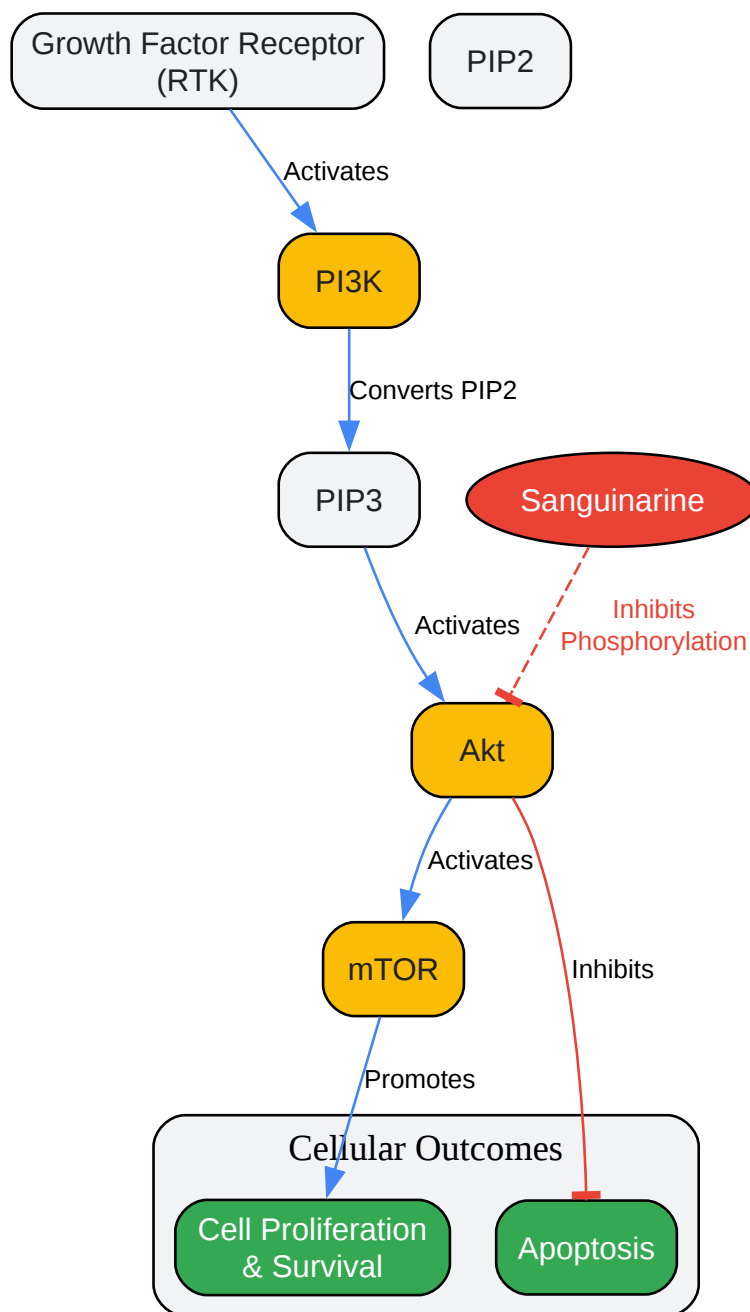 Growth Factor Receptor
(RTK)
PIP2
Activates
PI3K
Converts PIP2
PIP3
Sanguinarine
Activates
Inhibits
Phosphorylation
Akt
Activates
mTOR
Inhibits
Promotes
Cellular Outcomes
Cell Proliferation
& Survival
Apoptosis